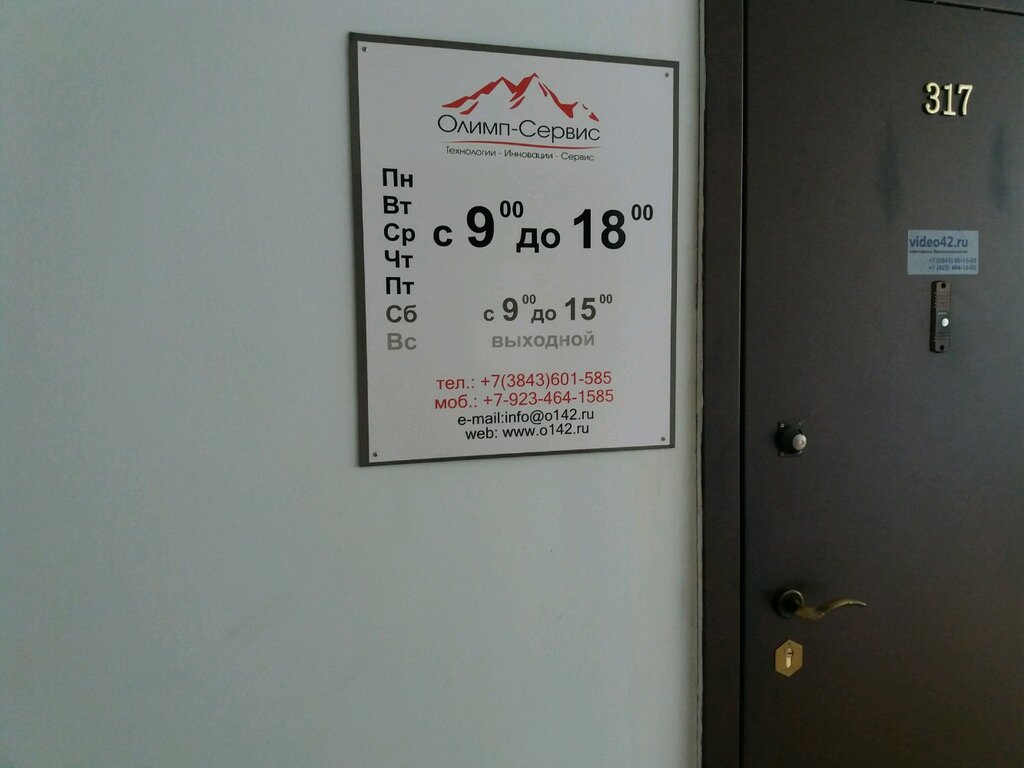 Олимп-Сервис
Технологии - Инновации - Сервис
Пн
Вт
Ср
Чт
Пт
с 9 00 до 18 00
Сб с 9 00 до 15 00
Вс выходной
тел.: +7(3843)601-585
моб.: +7-923-464-1585
e-mail:info@o142.ru
web: www.o142.ru
317
video42.ru